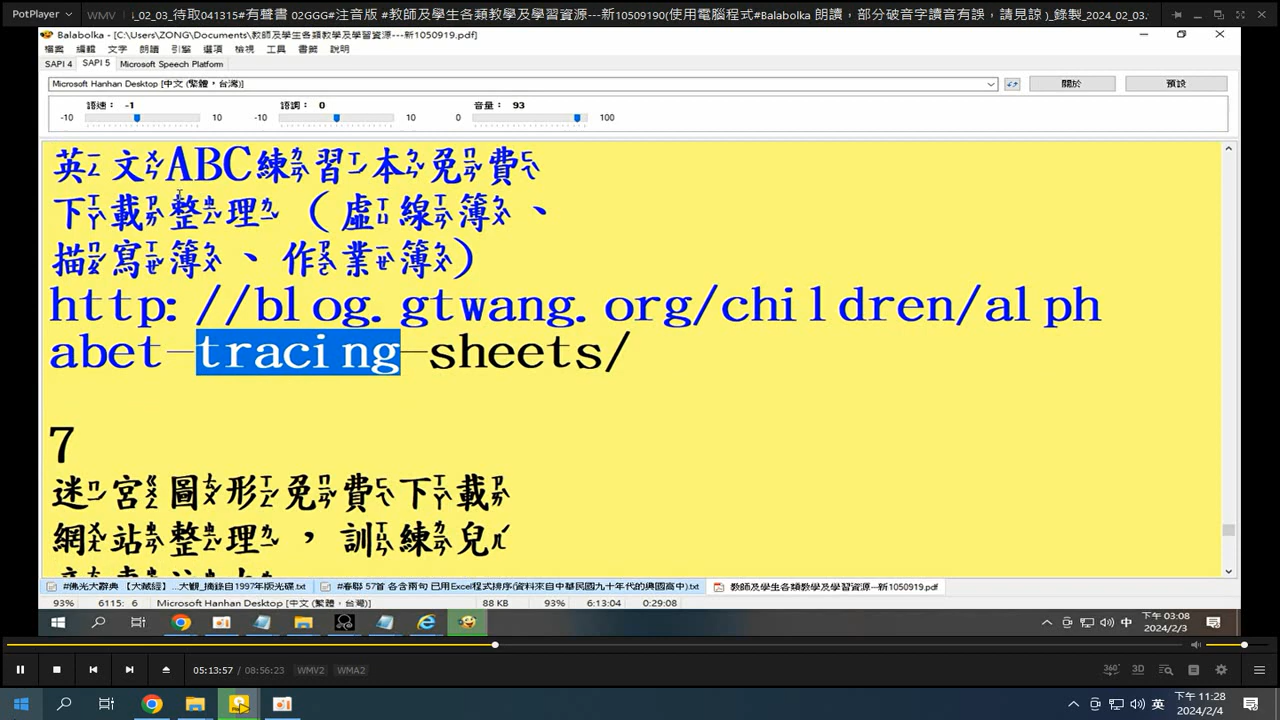 PotPlayer
WMV
1_02_03_待取041315#有聲書 02GGG#注音版 #教師及學生各類教學及學習資源---新10509190(使用電腦程式#Balabolka 朗讀，部分破音字讀音有誤，請見諒 )_錄製_2024_02_03.
Balabolka - [C:\Users\ZONG\Documents\教師及學生各類教學及學習資源---新1050919.pdf]
檔案 編輯 文字 朗讀 引擎 選項 檢視 工具 書籤 說明
SAPI 4 SAPI 5 Microsoft Speech Platform
Microsoft Hanhan Desktop [中文 (繁體，台灣)]
關於 預設
語速： -1 語調： 0 音量： 93
-10 10 -10 10 0 100
英文ABC練習本免費
下載整理（虛線簿、
描寫簿、作業簿）
http://blog.gtwang.org/children/alph
abet-tracing-sheets/
7
迷宮圖形免費下載
網站整理，訓練兒
#佛光大辭典 【大藏經】...大觀_摘錄自1997年版光碟.txt
#春聯 57首 各含兩句 已用Excel程式排序(資料來自中華民國九十年代的興國高中).txt
教師及學生各類教學及學習資源---新1050919.pdf
93% 6115: 6 Microsoft Hanhan Desktop [中文 (繁體，台灣)] 88 KB 93% 6:13:04 0:29:08
中 下午 03:08
2024/2/3
05:13:57 / 08:56:23 WMV2 WMA2
360° 3D
英 下午 11:28
2024/2/4